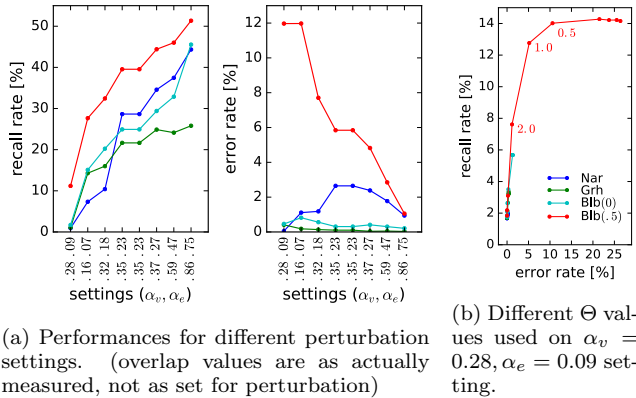 recall rate [%]
60
50
40
30
20
10
0
.28 .09
.16 .07
.32 .18
.35 .23
.35 .23
.37 .27
.59 .47
.86 .75
settings (αv, αe)
error rate [%]
12
10
8
6
4
2
0
.28 .09
.16 .07
.32 .18
.35 .23
.35 .23
.37 .27
.59 .47
.86 .75
settings (αv, αe)
(a) Performances for different perturbation
settings. (overlap values are as actually
measured, not as set for perturbation)
recall rate [%]
14
12
10
8
6
4
2
0
0 5 10 15 20 25
error rate [%]
0.5
1.0
2.0
Nar
Grh
Blb(0)
Blb(.5)
(b) Different Θ val-
ues used on αv =
0.28, αe = 0.09 set-
ting.